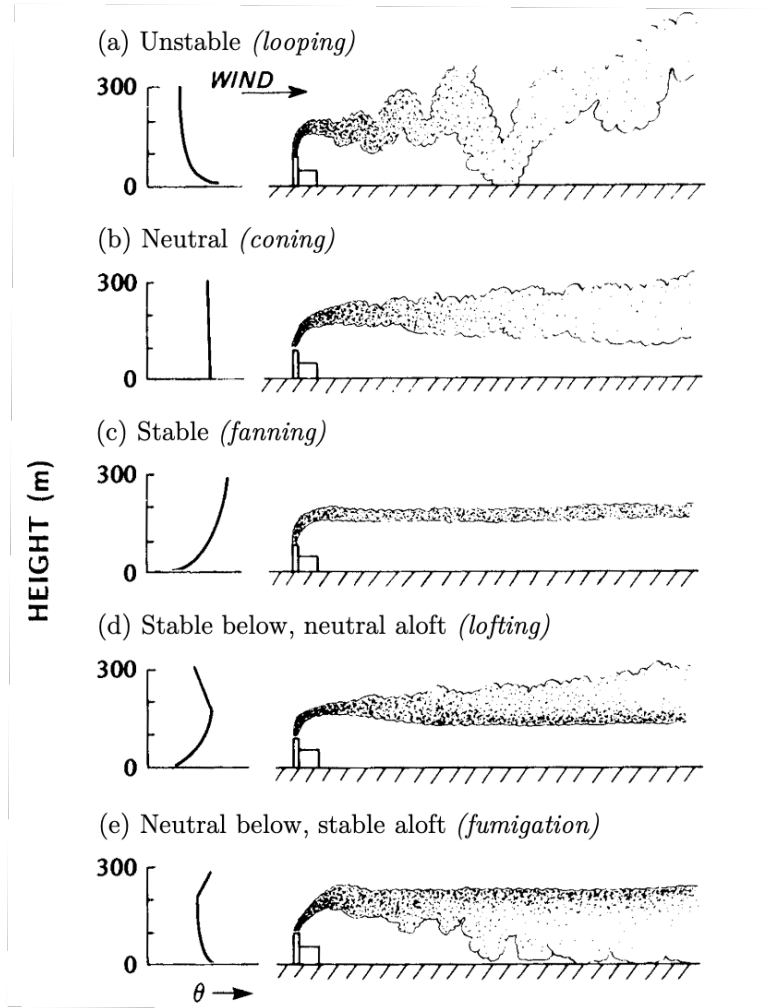 (a) Unstable (looping)
300
WIND
0
(b) Neutral (coning)
300
0
(c) Stable (fanning)
300
0
HEIGHT (m)
(d) Stable below, neutral aloft (lofting)
300
0
(e) Neutral below, stable aloft (fumigation)
300
0
θ